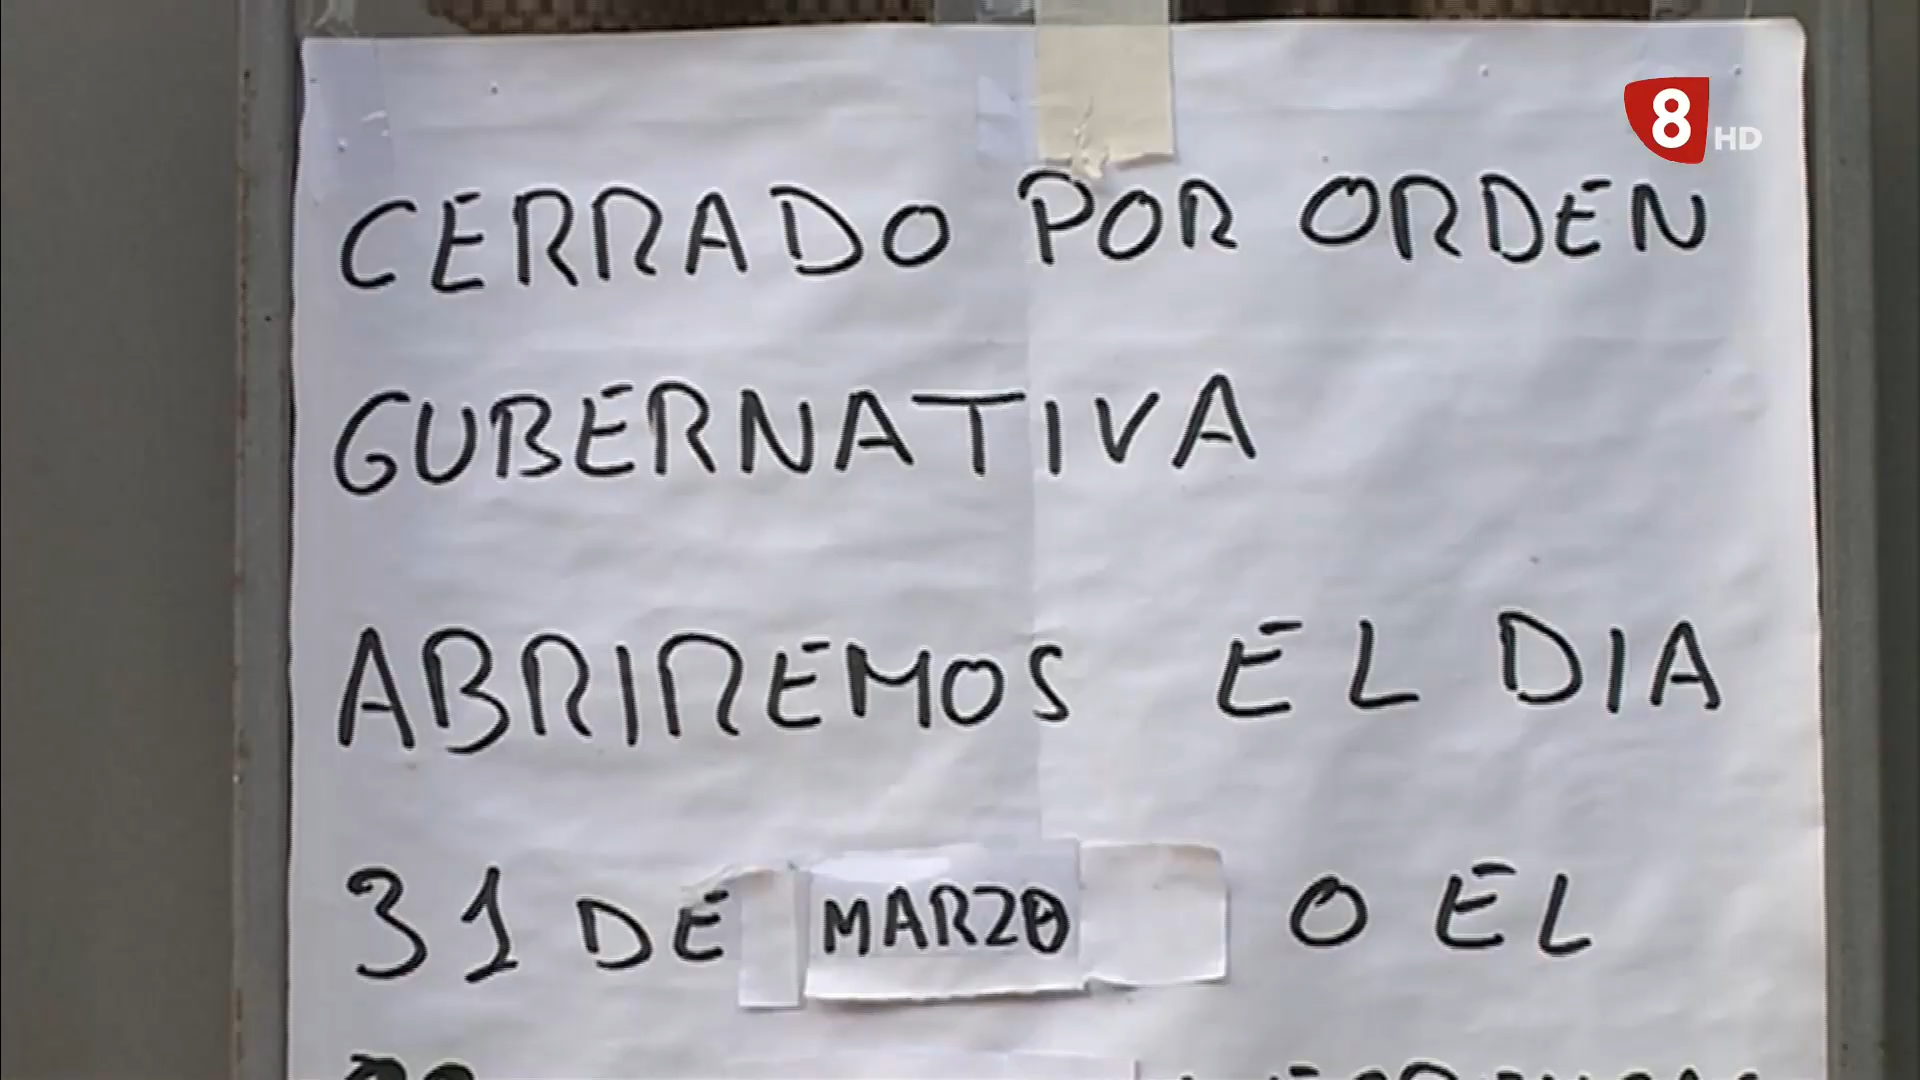 8 HD
CERRADO POR ORDEN
GUBERNATIVA
ABRIREMOS EL DIA
31 DE MARZO O EL